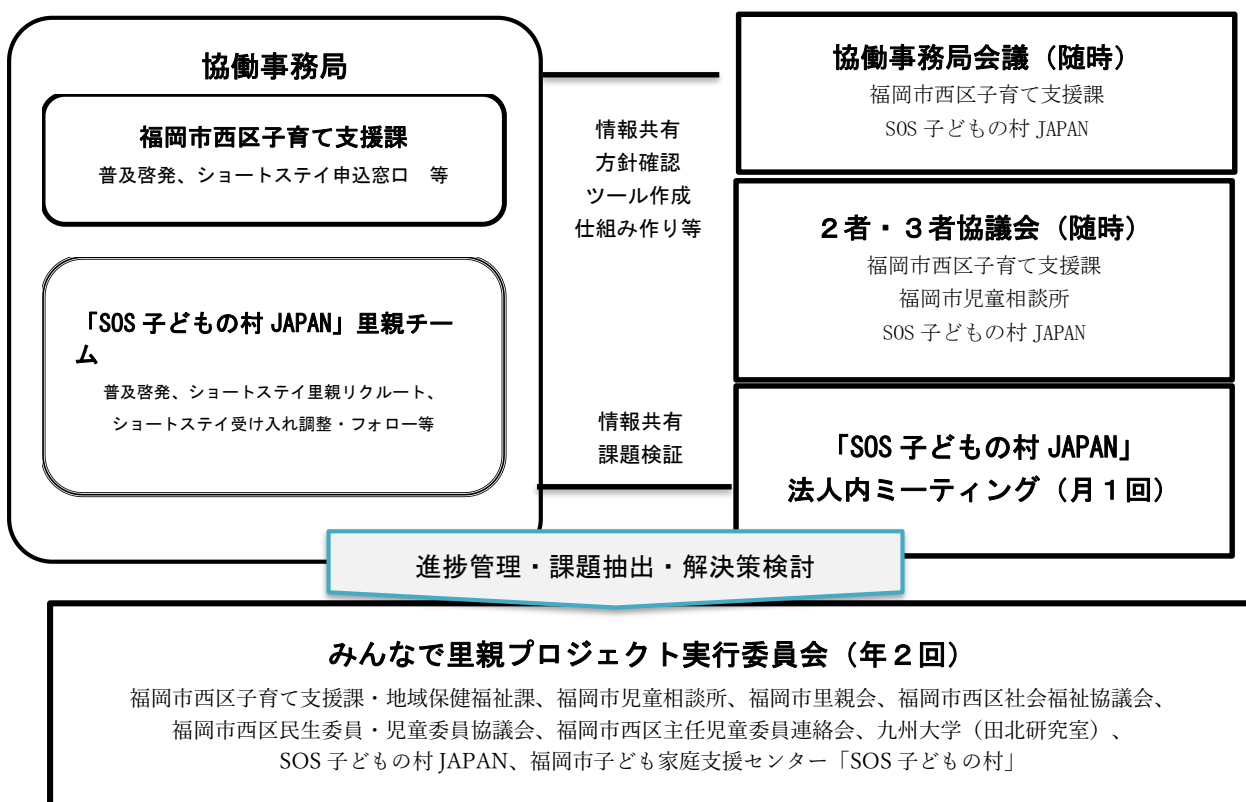 協働事務局
福岡市西区子育て支援課
普及啓発、ショートステイ申込窓口　等
「SOS 子どもの村 JAPAN」里親チー
ム
普及啓発、ショートステイ里親リクルート、
ショートステイ受け入れ調整・フォロー等
情報共有
方針確認
ツール作成
仕組み作り等
情報共有
課題検証
協働事務局会議（随時）
福岡市西区子育て支援課
SOS 子どもの村 JAPAN
２者・３者協議会（随時）
福岡市西区子育て支援課
福岡市児童相談所
SOS 子どもの村 JAPAN
「SOS 子どもの村 JAPAN」
法人内ミーティング（月１回）
進捗管理・課題抽出・解決策検討
みんなで里親プロジェクト実行委員会（年２回）
福岡市西区子育て支援課・地域保健福祉課、福岡市児童相談所、福岡市里親会、福岡市西区社会福祉協議会、
福岡市西区民生委員・児童委員協議会、福岡市西区主任児童委員連絡会、九州大学（田北研究室）、
SOS 子どもの村 JAPAN、福岡市子ども家庭支援センター「SOS 子どもの村」